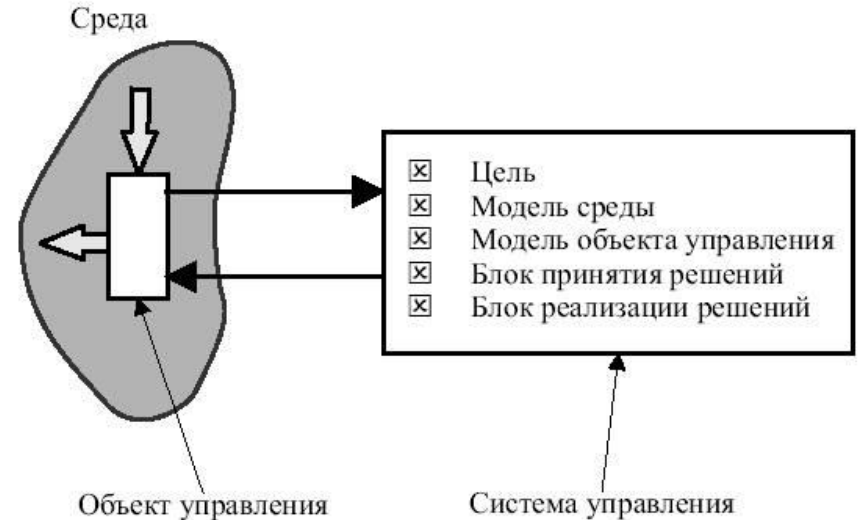 Среда
☒ Цель
☒ Модель среды
☒ Модель объекта управления
☒ Блок принятия решений
☒ Блок реализации решений
Объект управления
Система управления